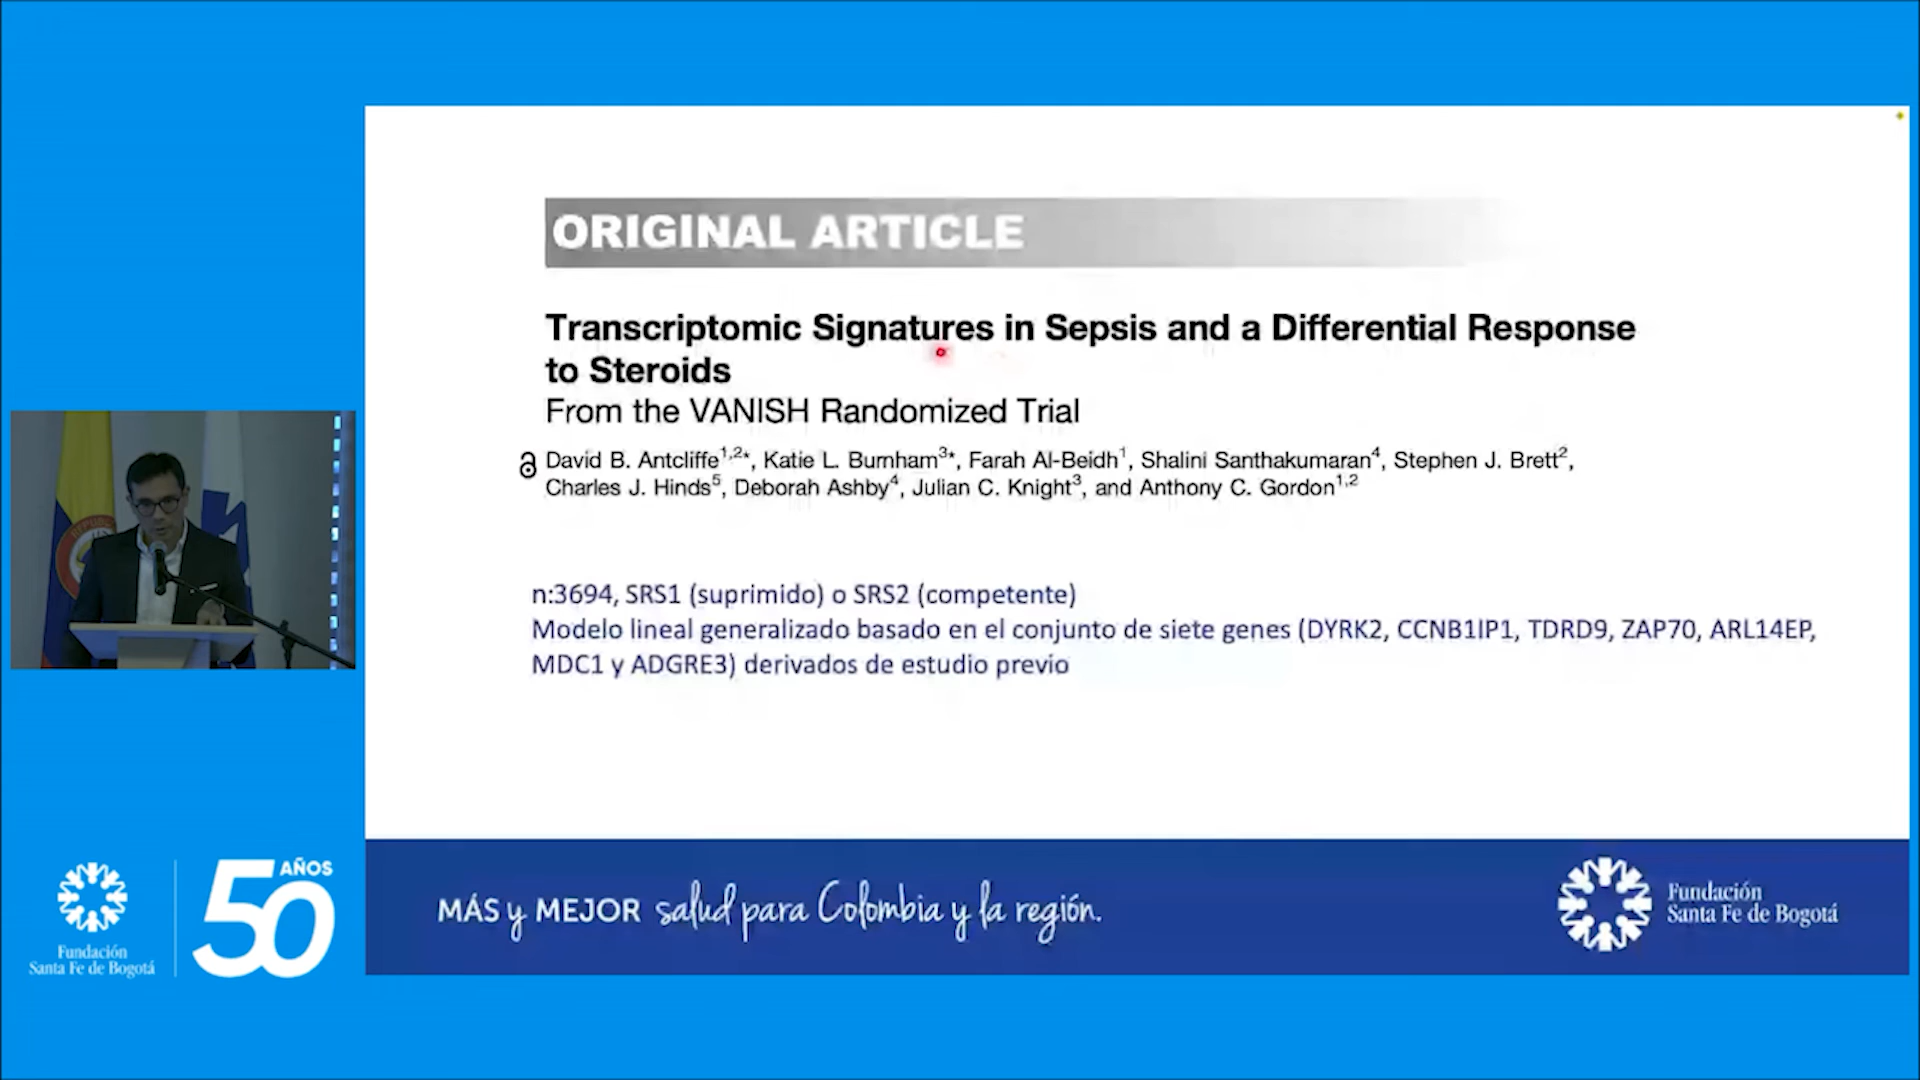 ORIGINAL ARTICLE
Transcriptomic Signatures in Sepsis and a Differential Response
to Steroids
From the VANISH Randomized Trial
David B. Antcliffe1,2*, Katie L. Burnham3*, Farah Al-Beidh1, Shalini Santhakumaran4, Stephen J. Brett2,
Charles J. Hinds5, Deborah Ashby4, Julian C. Knight3, and Anthony C. Gordon1,2
n:3694, SRS1 (suprimido) o SRS2 (competente)
Modelo lineal generalizado basado en el conjunto de siete genes (DYRK2, CCNB1IP1, TDRD9, ZAP70, ARL14EP,
MDC1 y ADGRE3) derivados de estudio previo
MÁS y MEJOR salud para Colombia y la región.
Fundación
Santa Fe de Bogotá
50 AÑOS
Fundación
Santa Fe de Bogotá